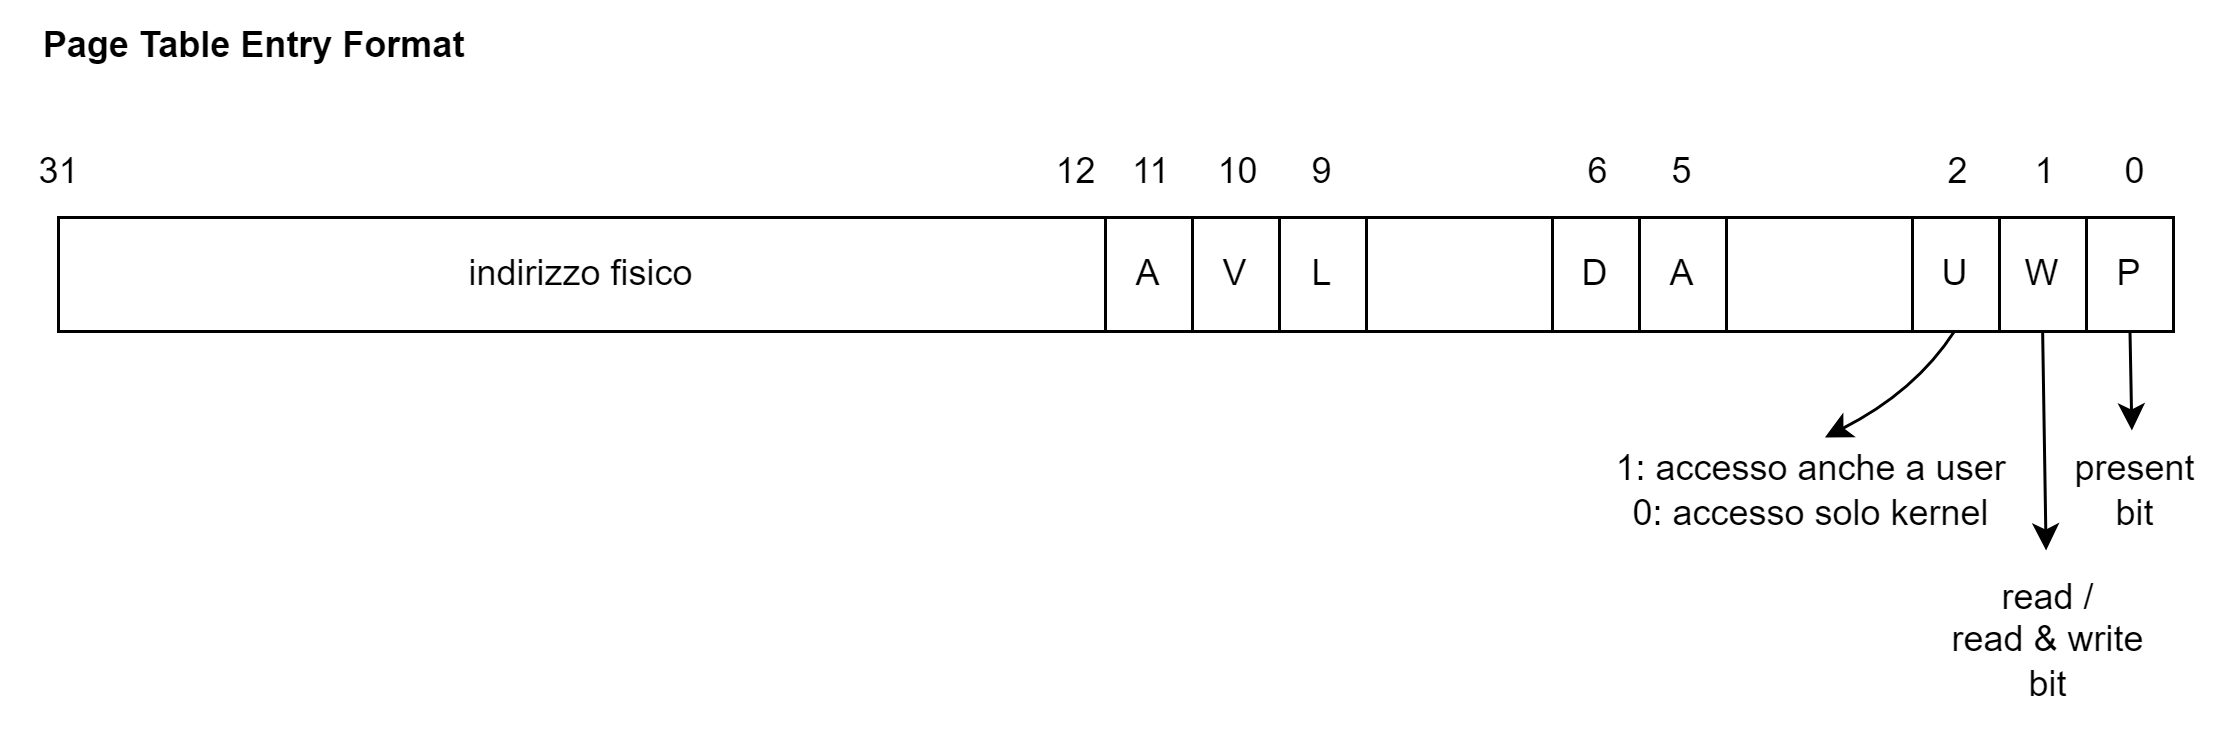 Page Table Entry Format
31 12 11 10 9 6 5 2 1 0
indirizzo fisico A V L D A U W P
1: accesso anche a user
0: accesso solo kernel
present
bit
read /
read & write
bit